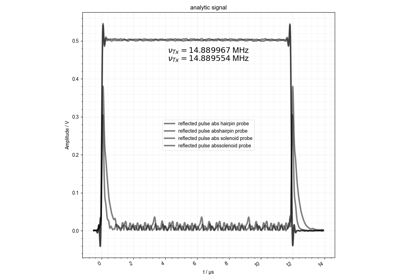 analytic signal
Amplitude / V
0.5
0.4
0.3
0.2
0.1
0.0
ν_Tx = 14.889967 MHz
ν_Tx = 14.889554 MHz
reflected pulse abs hairpin probe
reflected pulse abshairpin probe
reflected pulse abs solenoid probe
reflected pulse abssolenoid probe
0 2 4 6 8 10 12 14
t / μs